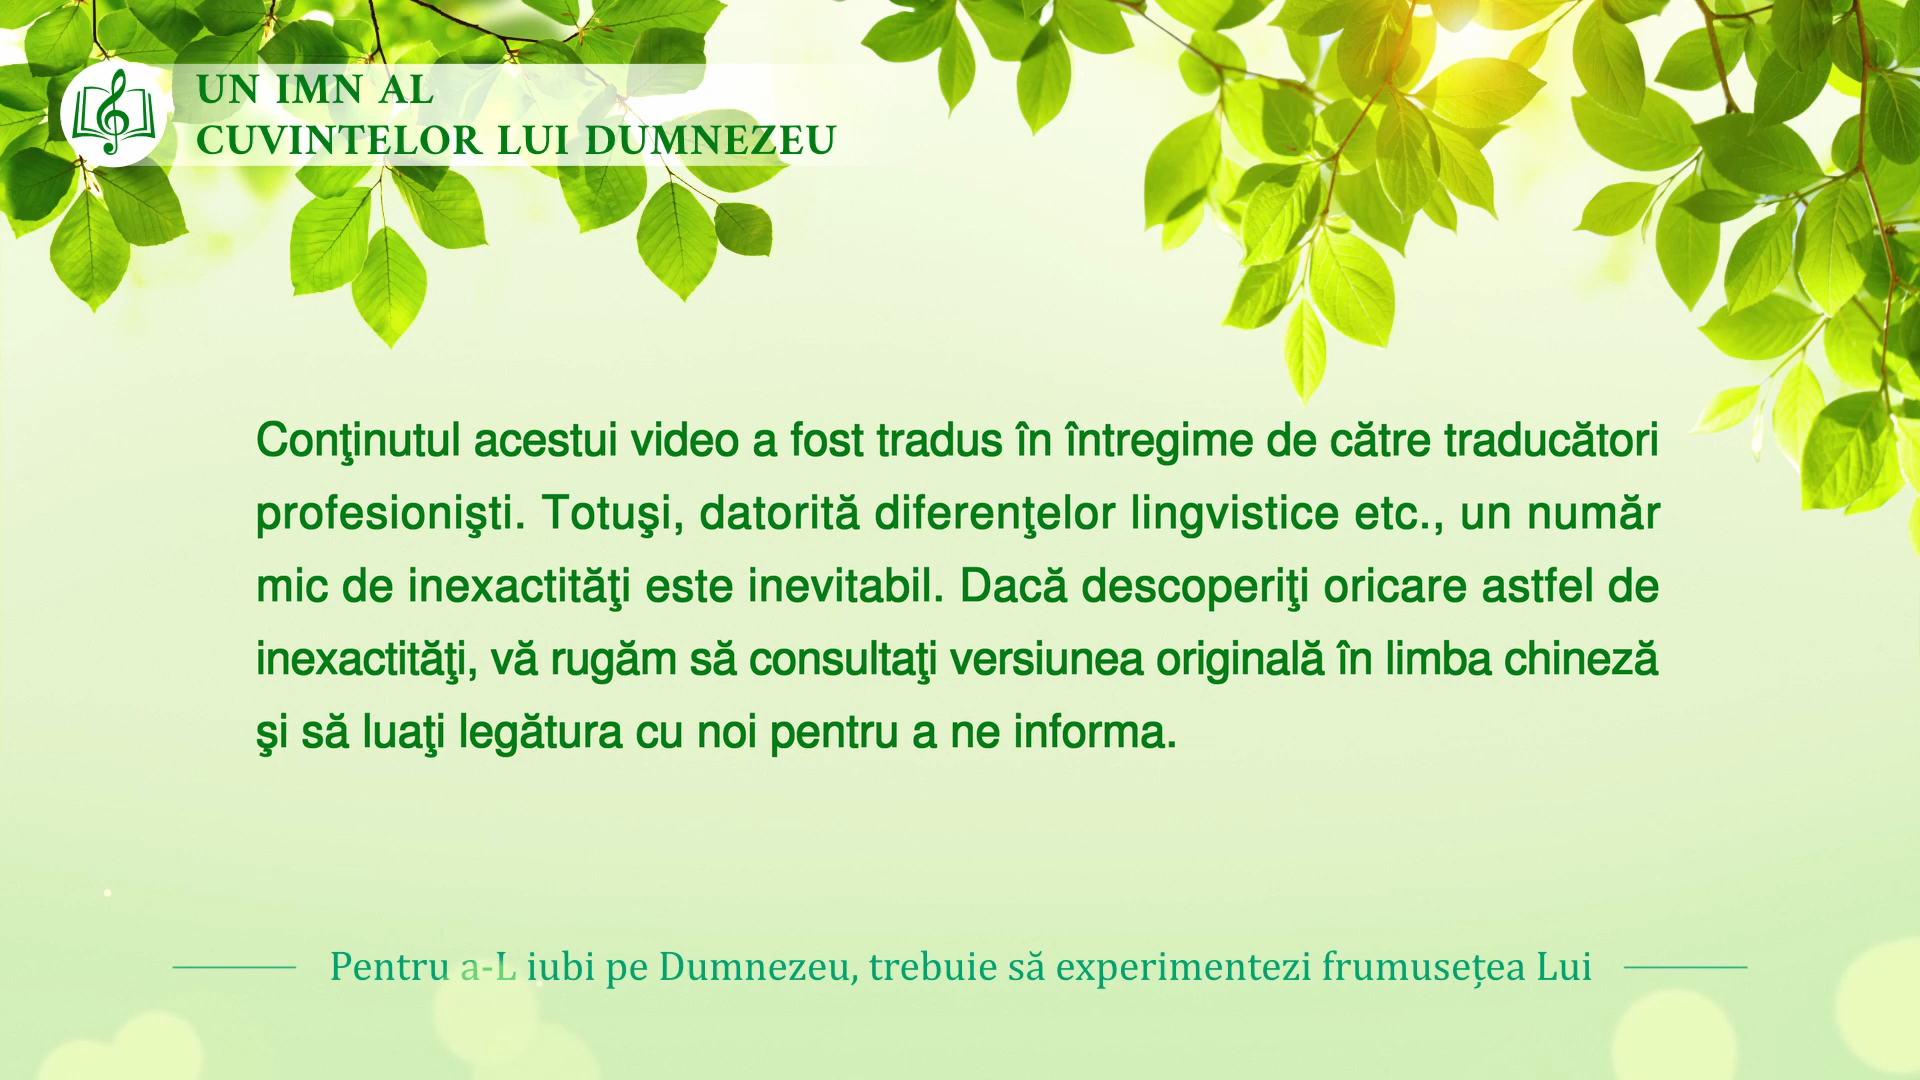 UN IMN AL
CUVINTELOR LUI DUMNEZEU
Conţinutul acestui video a fost tradus în întregime de către traducători
profesionişti. Totuşi, datorită diferenţelor lingvistice etc., un număr
mic de inexactităţi este inevitabil. Dacă descoperiţi oricare astfel de
inexactităţi, vă rugăm să consultaţi versiunea originală în limba chineză
şi să luaţi legătura cu noi pentru a ne informa.
Pentru a-L iubi pe Dumnezeu, trebuie să experimentezi frumusețea Lui